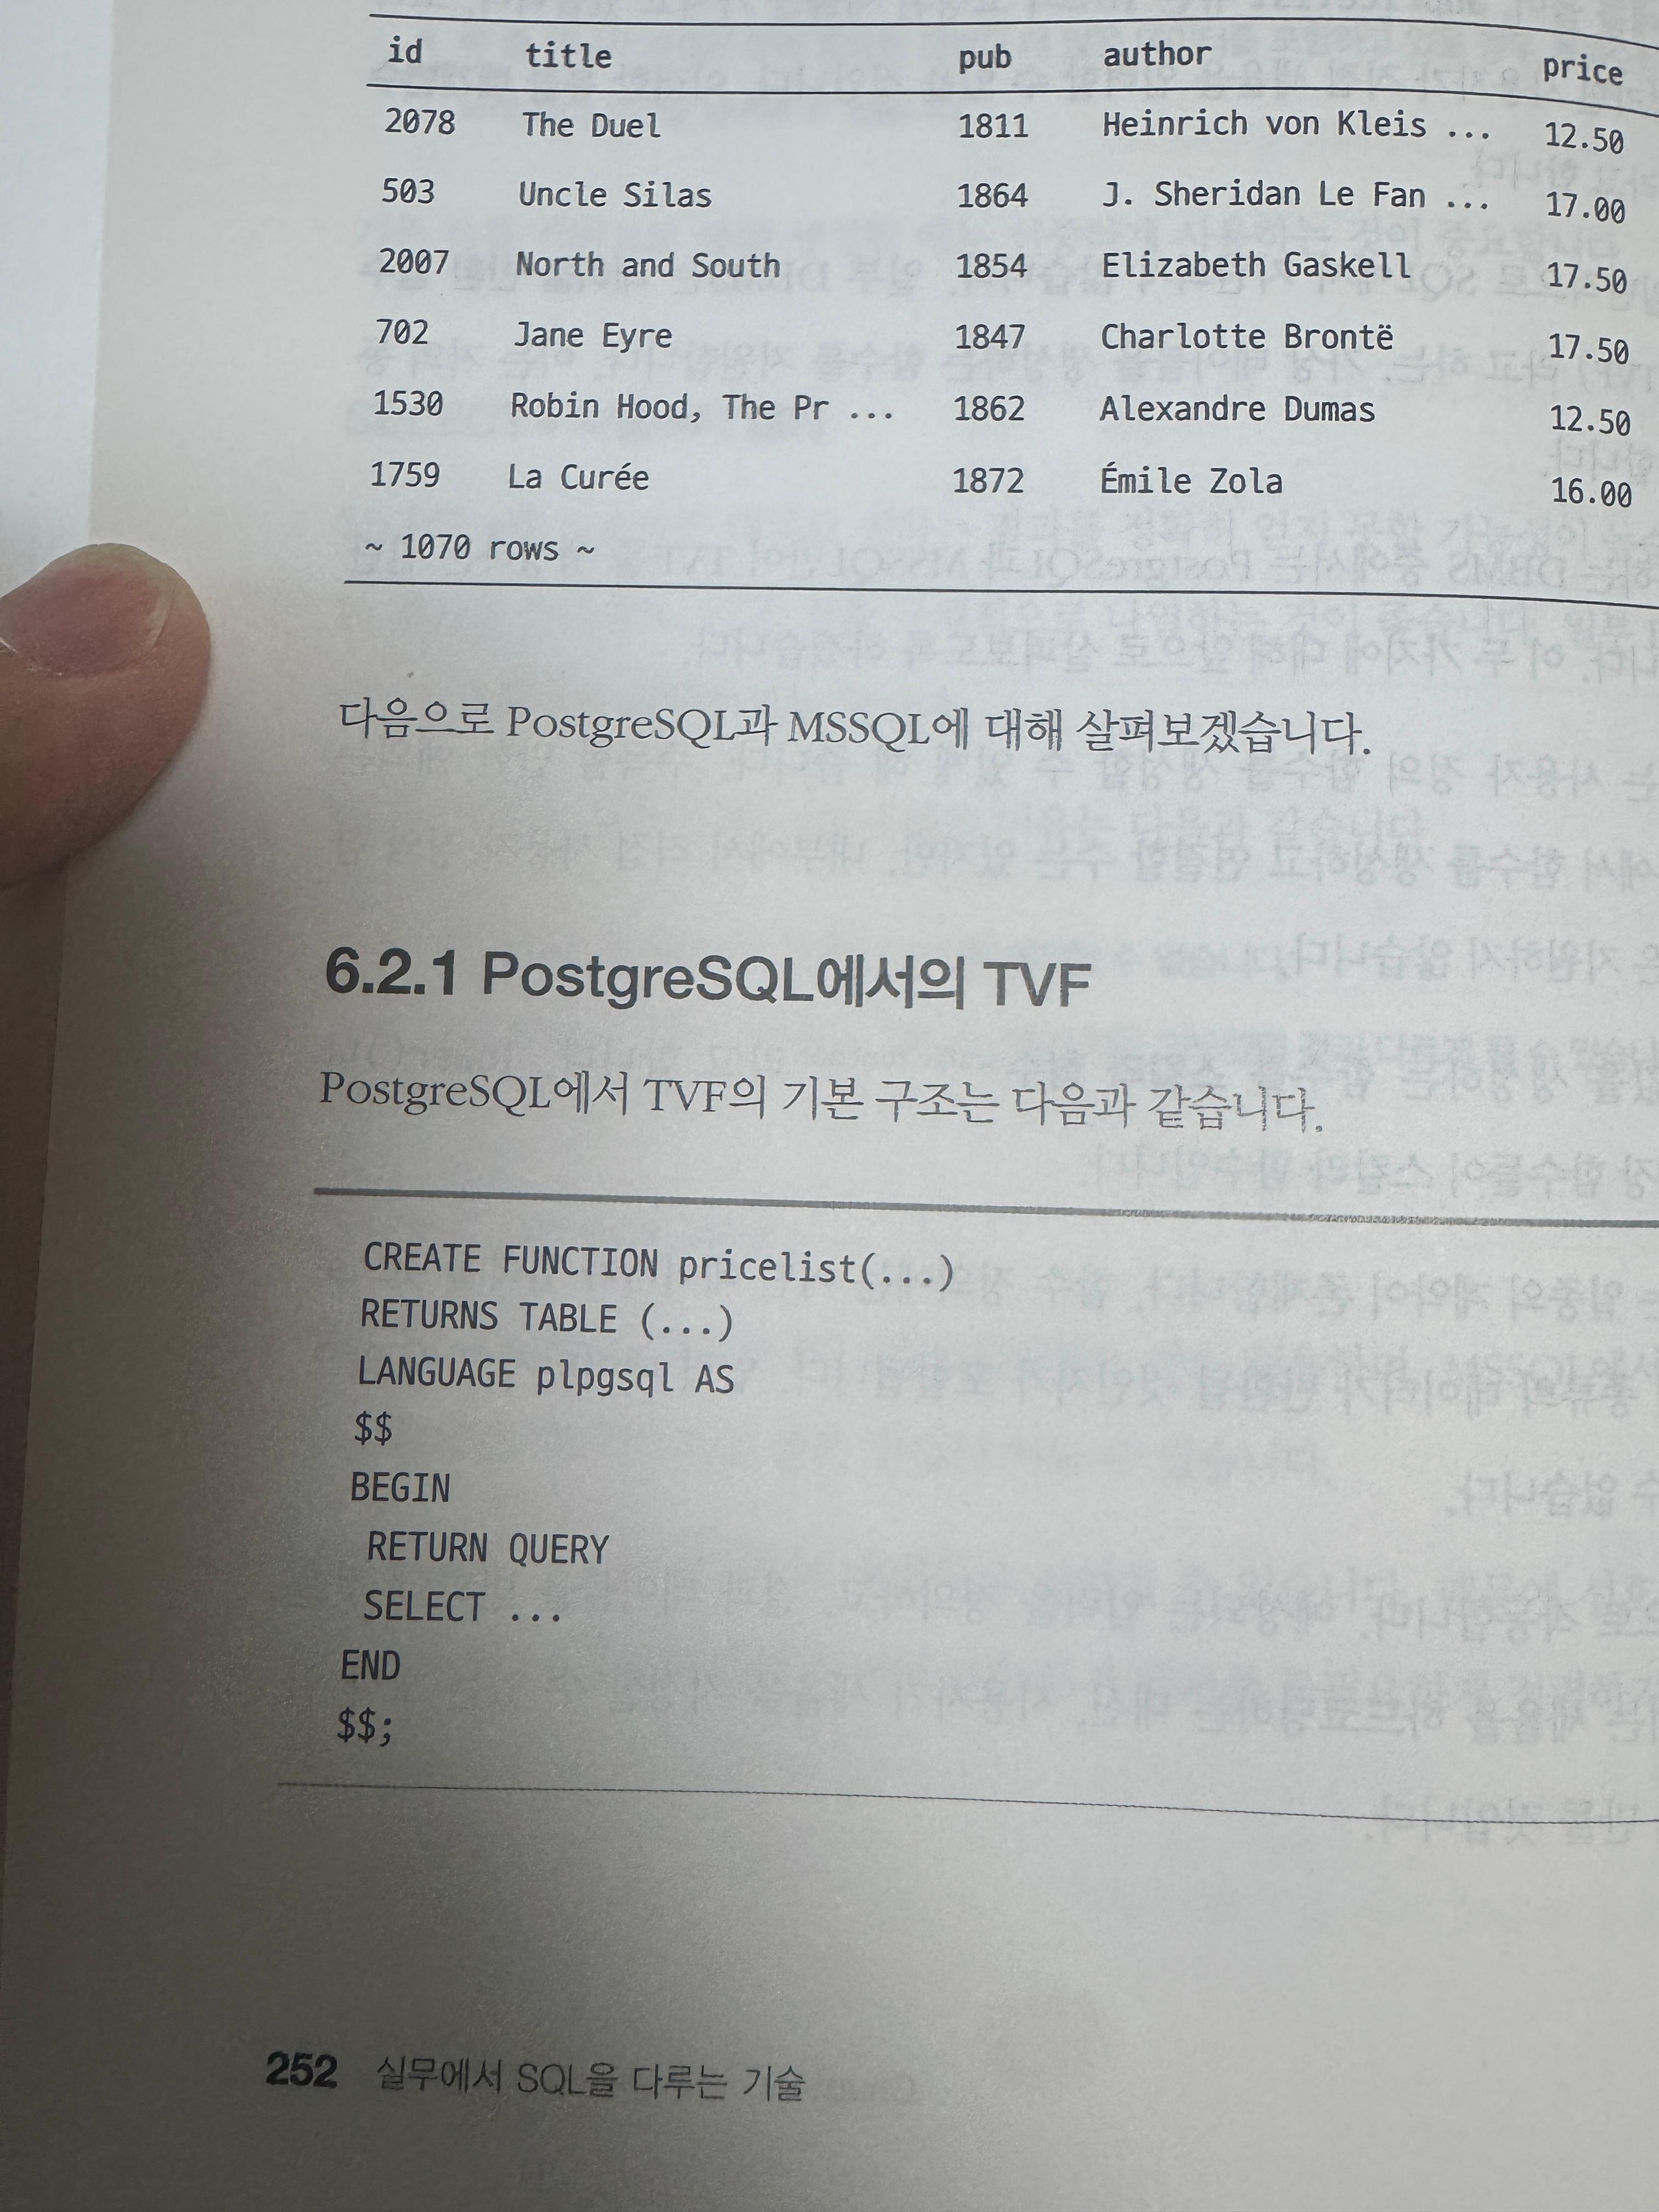 id title pub author price
2078 The Duel 1811 Heinrich von Kleis ... 12.50
503 Uncle Silas 1864 J. Sheridan Le Fan ... 17.00
2007 North and South 1854 Elizabeth Gaskell 17.50
702 Jane Eyre 1847 Charlotte Brontë 17.50
1530 Robin Hood, The Pr ... 1862 Alexandre Dumas 12.50
1759 La Curée 1872 Émile Zola 16.00
~ 1070 rows ~
다음으로 PostgreSQL과 MSSQL에 대해 살펴보겠습니다.
6.2.1 PostgreSQL에서의 TVF
PostgreSQL에서 TVF의 기본 구조는 다음과 같습니다.
CREATE FUNCTION pricelist(...)
RETURNS TABLE (...)
LANGUAGE plpgsql AS
$$
BEGIN
RETURN QUERY
SELECT ...
END
$$;
252 실무에서 SQL을 다루는 기술